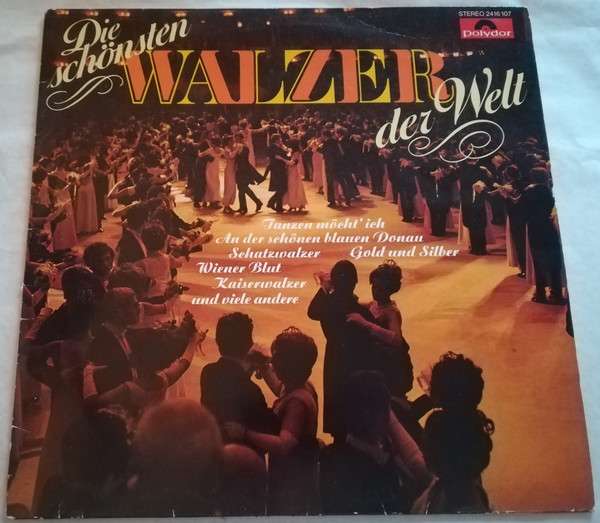 STEREO 2416 107
Polydor
Die
schönsten
WALZER
der Welt
Tanzen möcht' ich
An der schönen blauen Donau
Schatzwalzer Gold und Silber
Wiener Blut
Kaiserwalzer
und viele andere